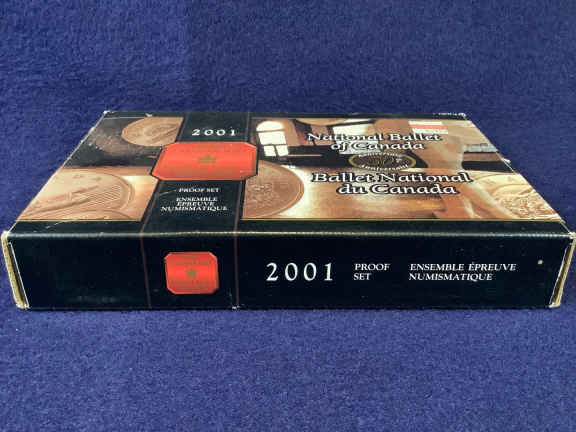 2001
PROOF SET
ENSEMBLE
ÉPREUVE
NUMISMATIQUE
National Ballet
of Canada
Ballet National
du Canada
2001
PROOF
SET
ENSEMBLE ÉPREUVE
NUMISMATIQUE